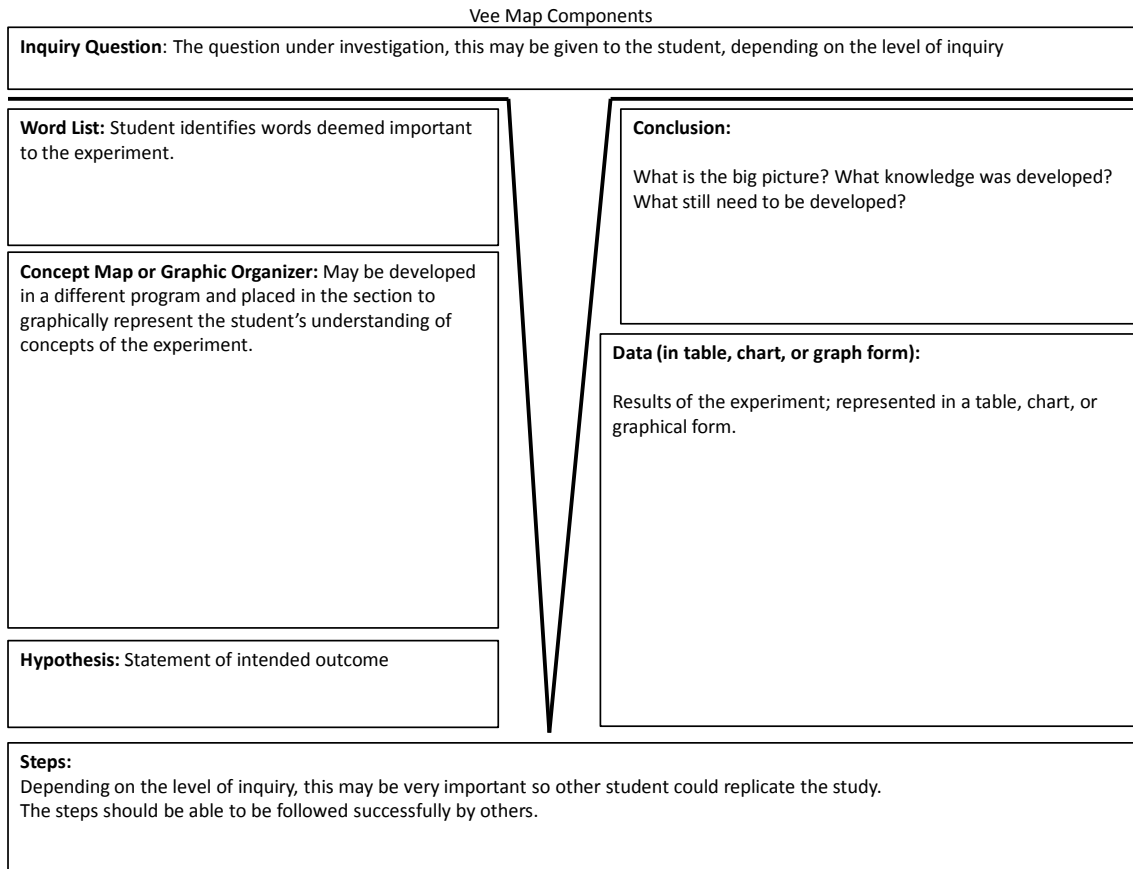 Vee Map Components
Inquiry Question: The question under investigation, this may be given to the student, depending on the level of inquiry
Word List: Student identifies words deemed important
to the experiment.
Concept Map or Graphic Organizer: May be developed
in a different program and placed in the section to
graphically represent the student’s understanding of
concepts of the experiment.
Hypothesis: Statement of intended outcome
Conclusion:
What is the big picture? What knowledge was developed?
What still need to be developed?
Data (in table, chart, or graph form):
Results of the experiment; represented in a table, chart, or
graphical form.
Steps:
Depending on the level of inquiry, this may be very important so other student could replicate the study.
The steps should be able to be followed successfully by others.